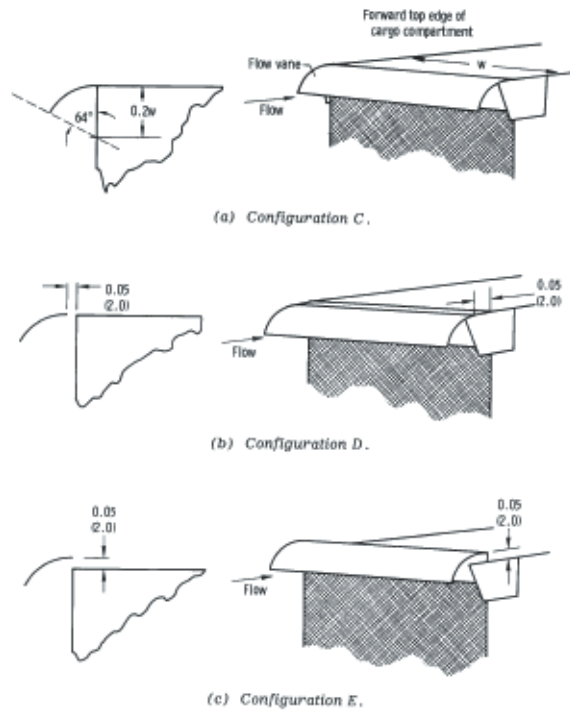 Forward top edge of
cargo compartment
Flow vane
w
Flow
64°
0.2w
(a) Configuration C.
0.05
(2.0)
0.05
(2.0)
Flow
(b) Configuration D.
0.05
(2.0)
0.05
(2.0)
Flow
(c) Configuration E.